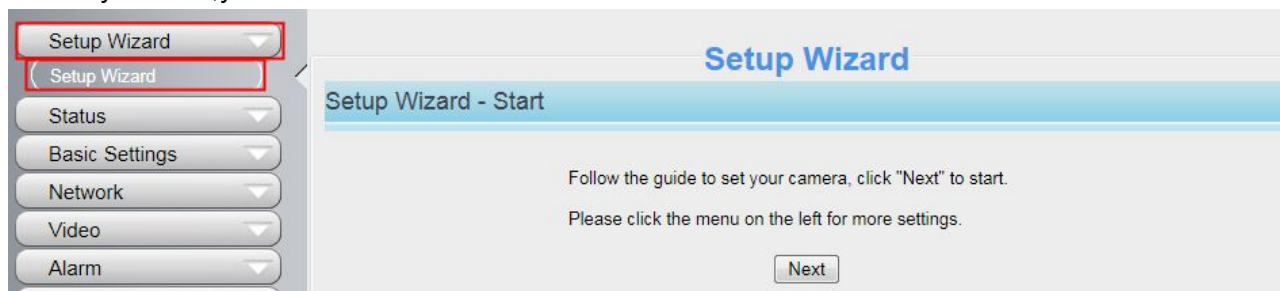 Setup Wizard
Setup Wizard
Status
Basic Settings
Network
Video
Alarm
Setup Wizard
Setup Wizard - Start
Follow the guide to set your camera, click "Next" to start.
Please click the menu on the left for more settings.
Next